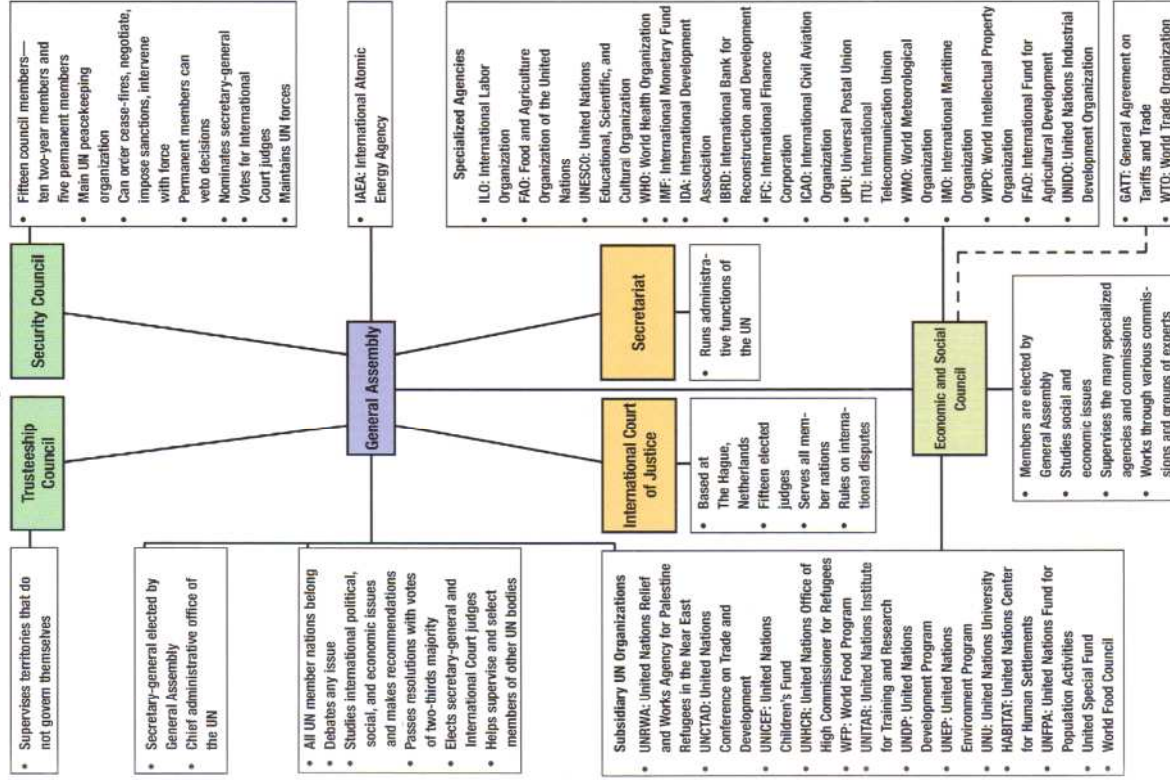 Trusteeship
Council
• Supervises territories that do
not govern themselves
Security Council
• Fifteen council members—
ten two-year members and
five permanent members
• Main UN peacekeeping
organization
• Can order cease-fires, negotiate,
impose sanctions, intervene
with force
• Permanent members can
veto decisions
• Nominates secretary-general
• Votes for International
Court judges
• Maintains UN forces
• Secretary-general elected by
General Assembly
• Chief administrative office of
the UN
General Assembly
• IAEA: International Atomic
Energy Agency
• All UN member nations belong
• Debates any issue
• Studies international political,
social, and economic issues
and makes recommendations
• Passes resolutions with votes
of two-thirds majority
• Elects secretary-general and
International Court judges
• Helps supervise and select
members of other UN bodies
International Court
of Justice
• Based at
The Hague,
Netherlands
• Fifteen elected
judges
• Serves all mem-
ber nations
• Rules on interna-
tional disputes
Secretariat
• Runs administra-
tive functions of
the UN
Specialized Agencies
• ILO: International Labor
Organization
• FAO: Food and Agriculture
Organization of the United
Nations
• UNESCO: United Nations
Educational, Scientific, and
Cultural Organization
• WHO: World Health Organization
• IMF: International Monetary Fund
• IDA: International Development
Association
• IBRD: International Bank for
Reconstruction and Development
• IFC: International Finance
Corporation
• ICAO: International Civil Aviation
Organization
• UPU: Universal Postal Union
• ITU: International
Telecommunication Union
• WMO: World Meteorological
Organization
• IMO: International Maritime
Organization
• WIPO: World Intellectual Property
Organization
• IFAD: International Fund for
Agricultural Development
• UNIDO: United Nations Industrial
Development Organization
Subsidiary UN Organizations
• UNRWA: United Nations Relief
and Works Agency for Palestine
Refugees in the Near East
• UNCTAD: United Nations
Conference on Trade and
Development
• UNICEF: United Nations
Children's Fund
• UNHCR: United Nations Office of
High Commissioner for Refugees
• WFP: World Food Program
• UNITAR: United Nations Institute
for Training and Research
• UNDP: United Nations
Development Program
• UNEP: United Nations
Environment Program
• UNU: United Nations University
• HABITAT: United Nations Center
for Human Settlements
• UNFPA: United Nations Fund for
Population Activities
• United Special Fund
• World Food Council
Economic and Social
Council
• Members are elected by
General Assembly
• Studies social and
economic issues
• Supervises the many specialized
agencies and commissions
• Works through various commis-
sions and groups of experts
• GATT: General Agreement on
Tariffs and Trade
• WTO: World Trade Organization